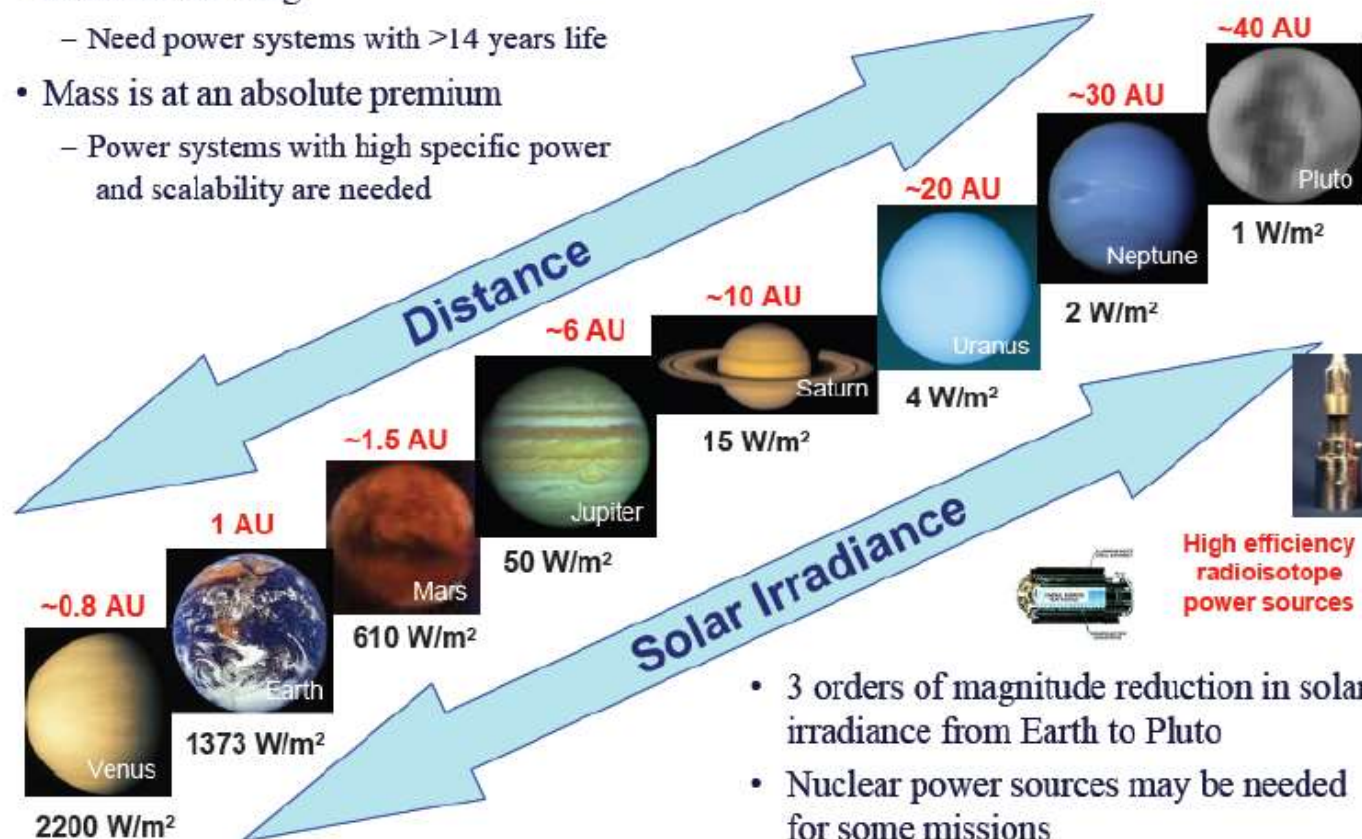 – Need power systems with >14 years life
• Mass is at an absolute premium
– Power systems with high specific power
and scalability are needed
Distance
~40 AU
Pluto
1 W/m²
~30 AU
Neptune
2 W/m²
~20 AU
Uranus
4 W/m²
~10 AU
Saturn
15 W/m²
~6 AU
Jupiter
50 W/m²
~1.5 AU
Mars
610 W/m²
1 AU
Earth
1373 W/m²
~0.8 AU
Venus
2200 W/m²
Solar Irradiance
High efficiency
radioisotope
power sources
• 3 orders of magnitude reduction in solar
irradiance from Earth to Pluto
• Nuclear power sources may be needed
for some missions